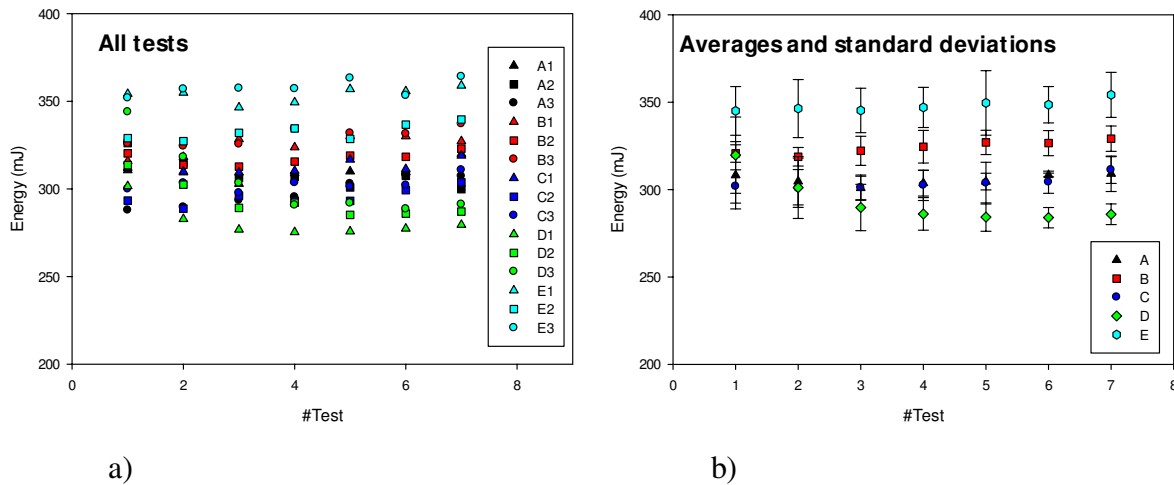 All tests
Energy (mJ)
400
350
300
250
200
0
2
4
6
8
#Test
A1
A2
A3
B1
B2
B3
C1
C2
C3
D1
D2
D3
E1
E2
E3
a)
Averages and standard deviations
Energy (mJ)
400
350
300
250
200
0
1
2
3
4
5
6
7
8
#Test
A
B
C
D
E
b)